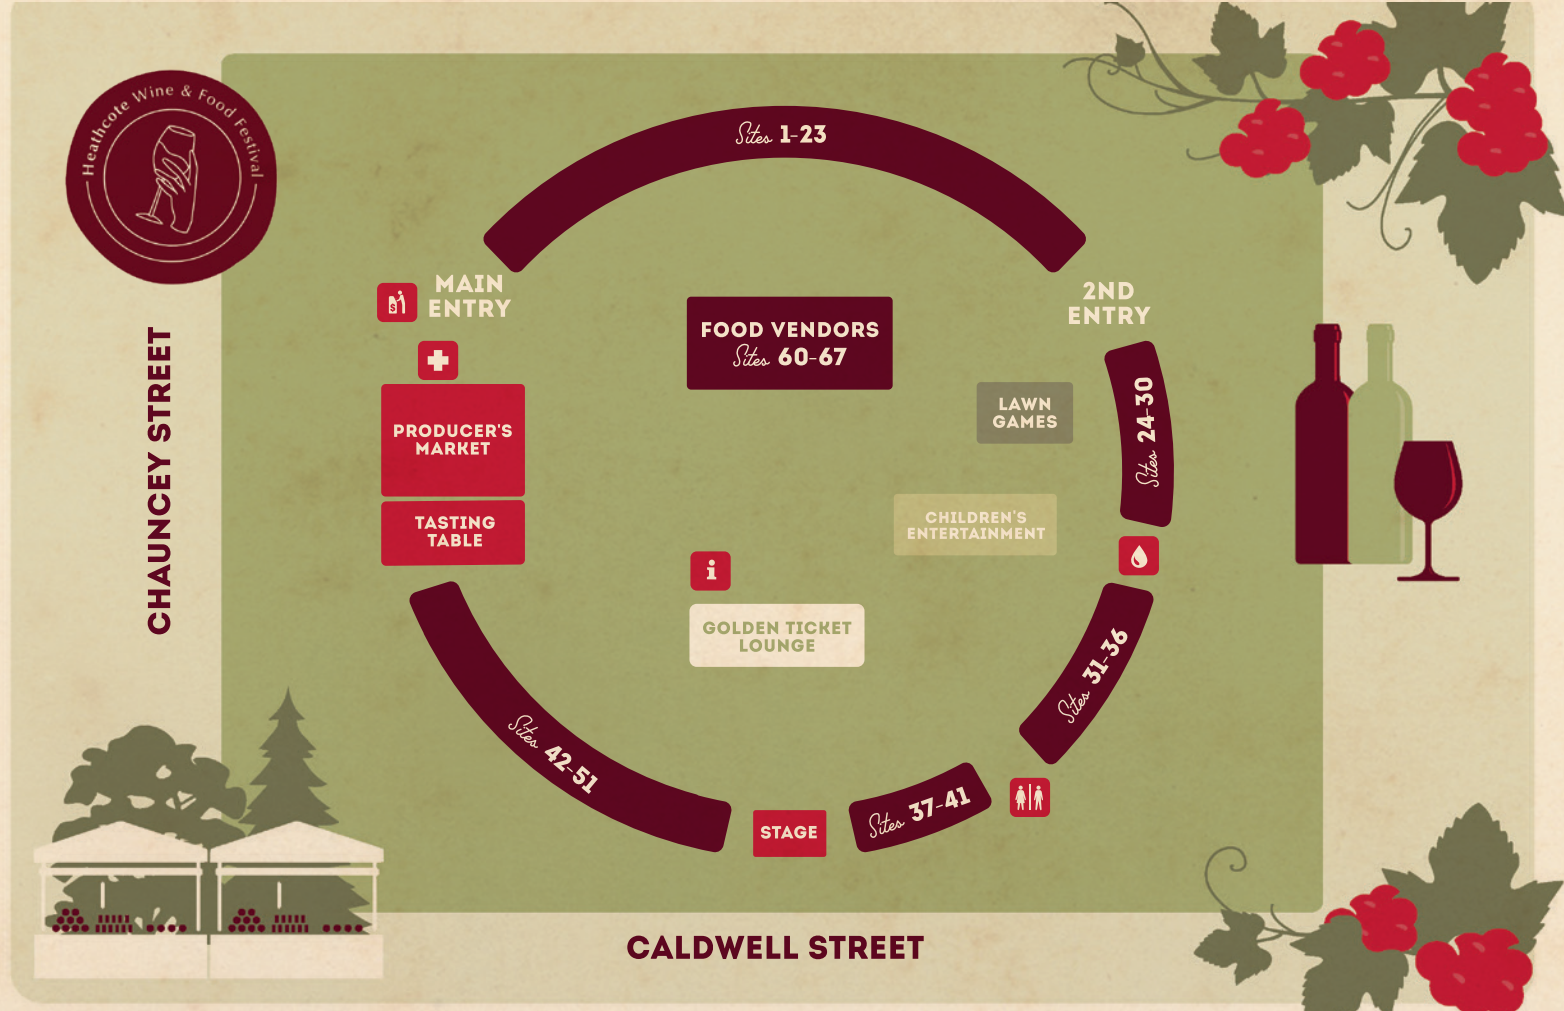 Heathcote Wine & Food Festival
Sites 1-23
MAIN
ENTRY
2ND
ENTRY
FOOD VENDORS
Sites 60-67
$
CHAUNCEY STREET
PRODUCER'S
MARKET
TASTING
TABLE
LAWN
GAMES
Sites 24-30
CHILDREN'S
ENTERTAINMENT
i
GOLDEN TICKET
LOUNGE
Sites 31-36
Sites 42-51
STAGE
Sites 37-41
CALDWELL STREET